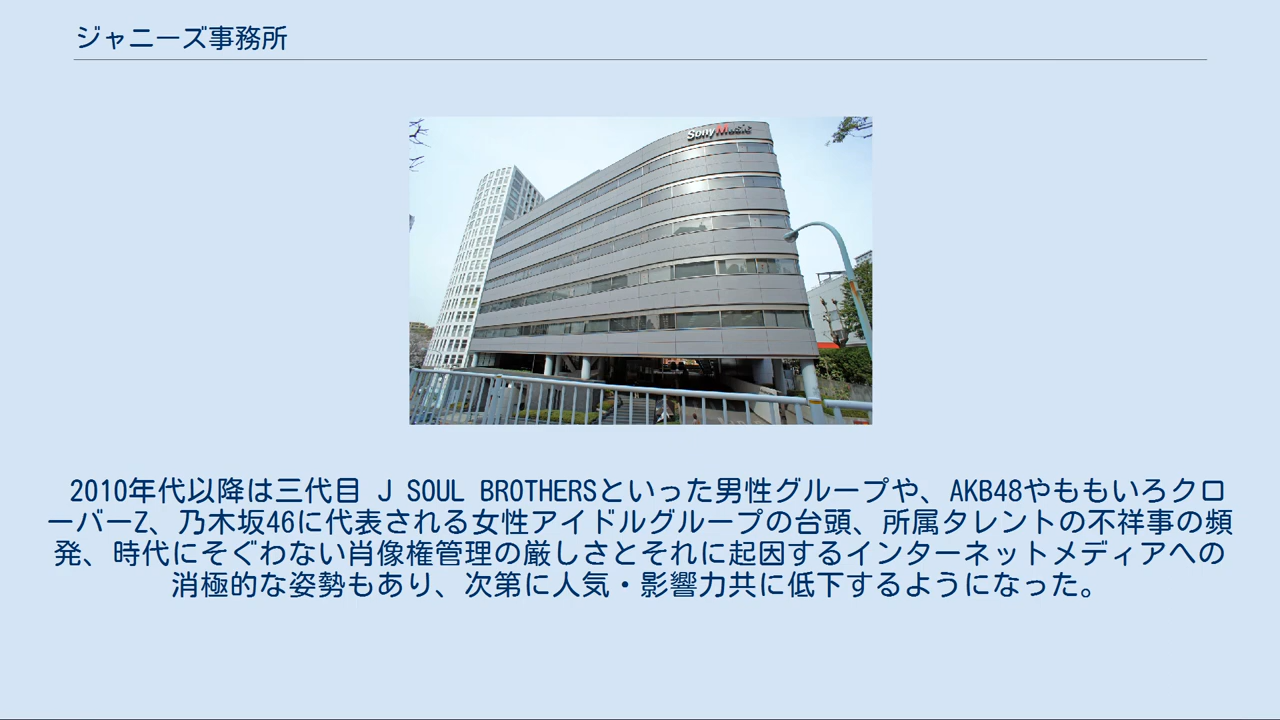 ジャニーズ事務所
Sony Music
2010年代以降は三代目 J SOUL BROTHERSといった男性グループや、AKB48やももいろクロ
ーバーZ、乃木坂46に代表される女性アイドルグループの台頭、所属タレントの不祥事の頻
発、時代にそぐわない肖像権管理の厳しさとそれに起因するインターネットメディアへの
消極的な姿勢もあり、次第に人気・影響力共に低下するようになった。